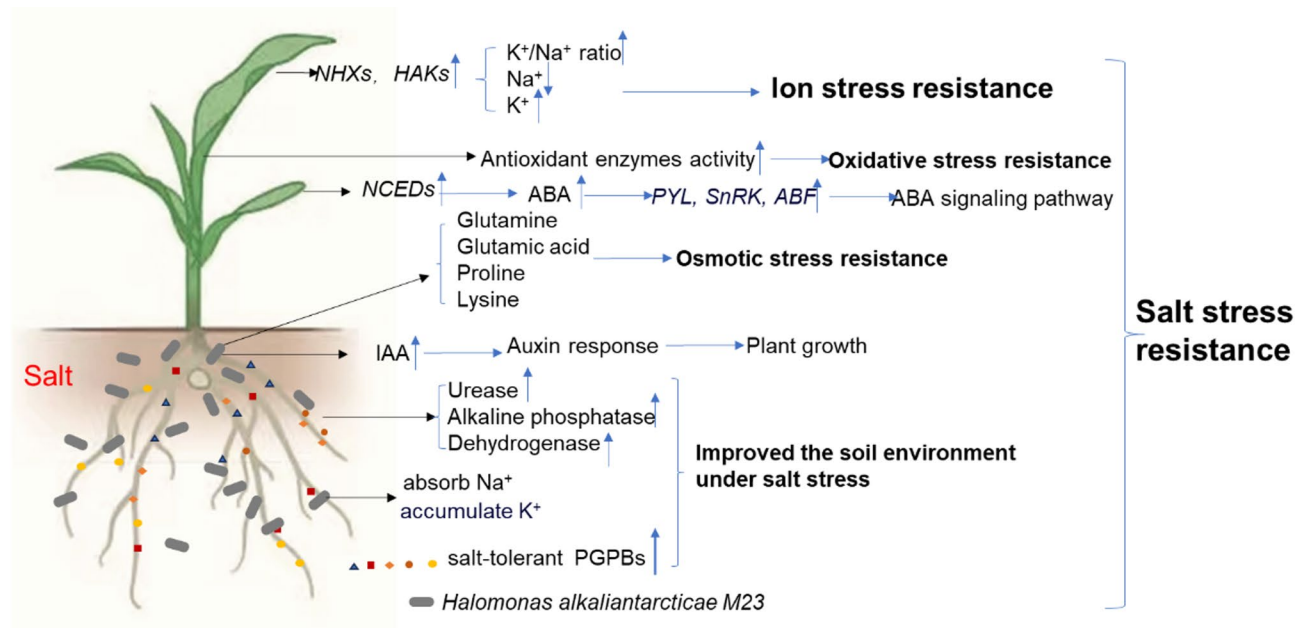 K⁺/Na⁺ ratio
NHXs, HAKs
Na⁺
K⁺
Ion stress resistance
Antioxidant enzymes activity
Oxidative stress resistance
NCEDs
ABA
PYL, SnRK, ABF
ABA signaling pathway
Glutamine
Glutamic acid
Proline
Lysine
Osmotic stress resistance
Salt stress
resistance
Salt
IAA
Auxin response
Plant growth
Urease
Alkaline phosphatase
Dehydrogenase
Improved the soil environment
under salt stress
absorb Na⁺
accumulate K⁺
salt-tolerant PGPBs
Halomonas alkaliantarcticae M23